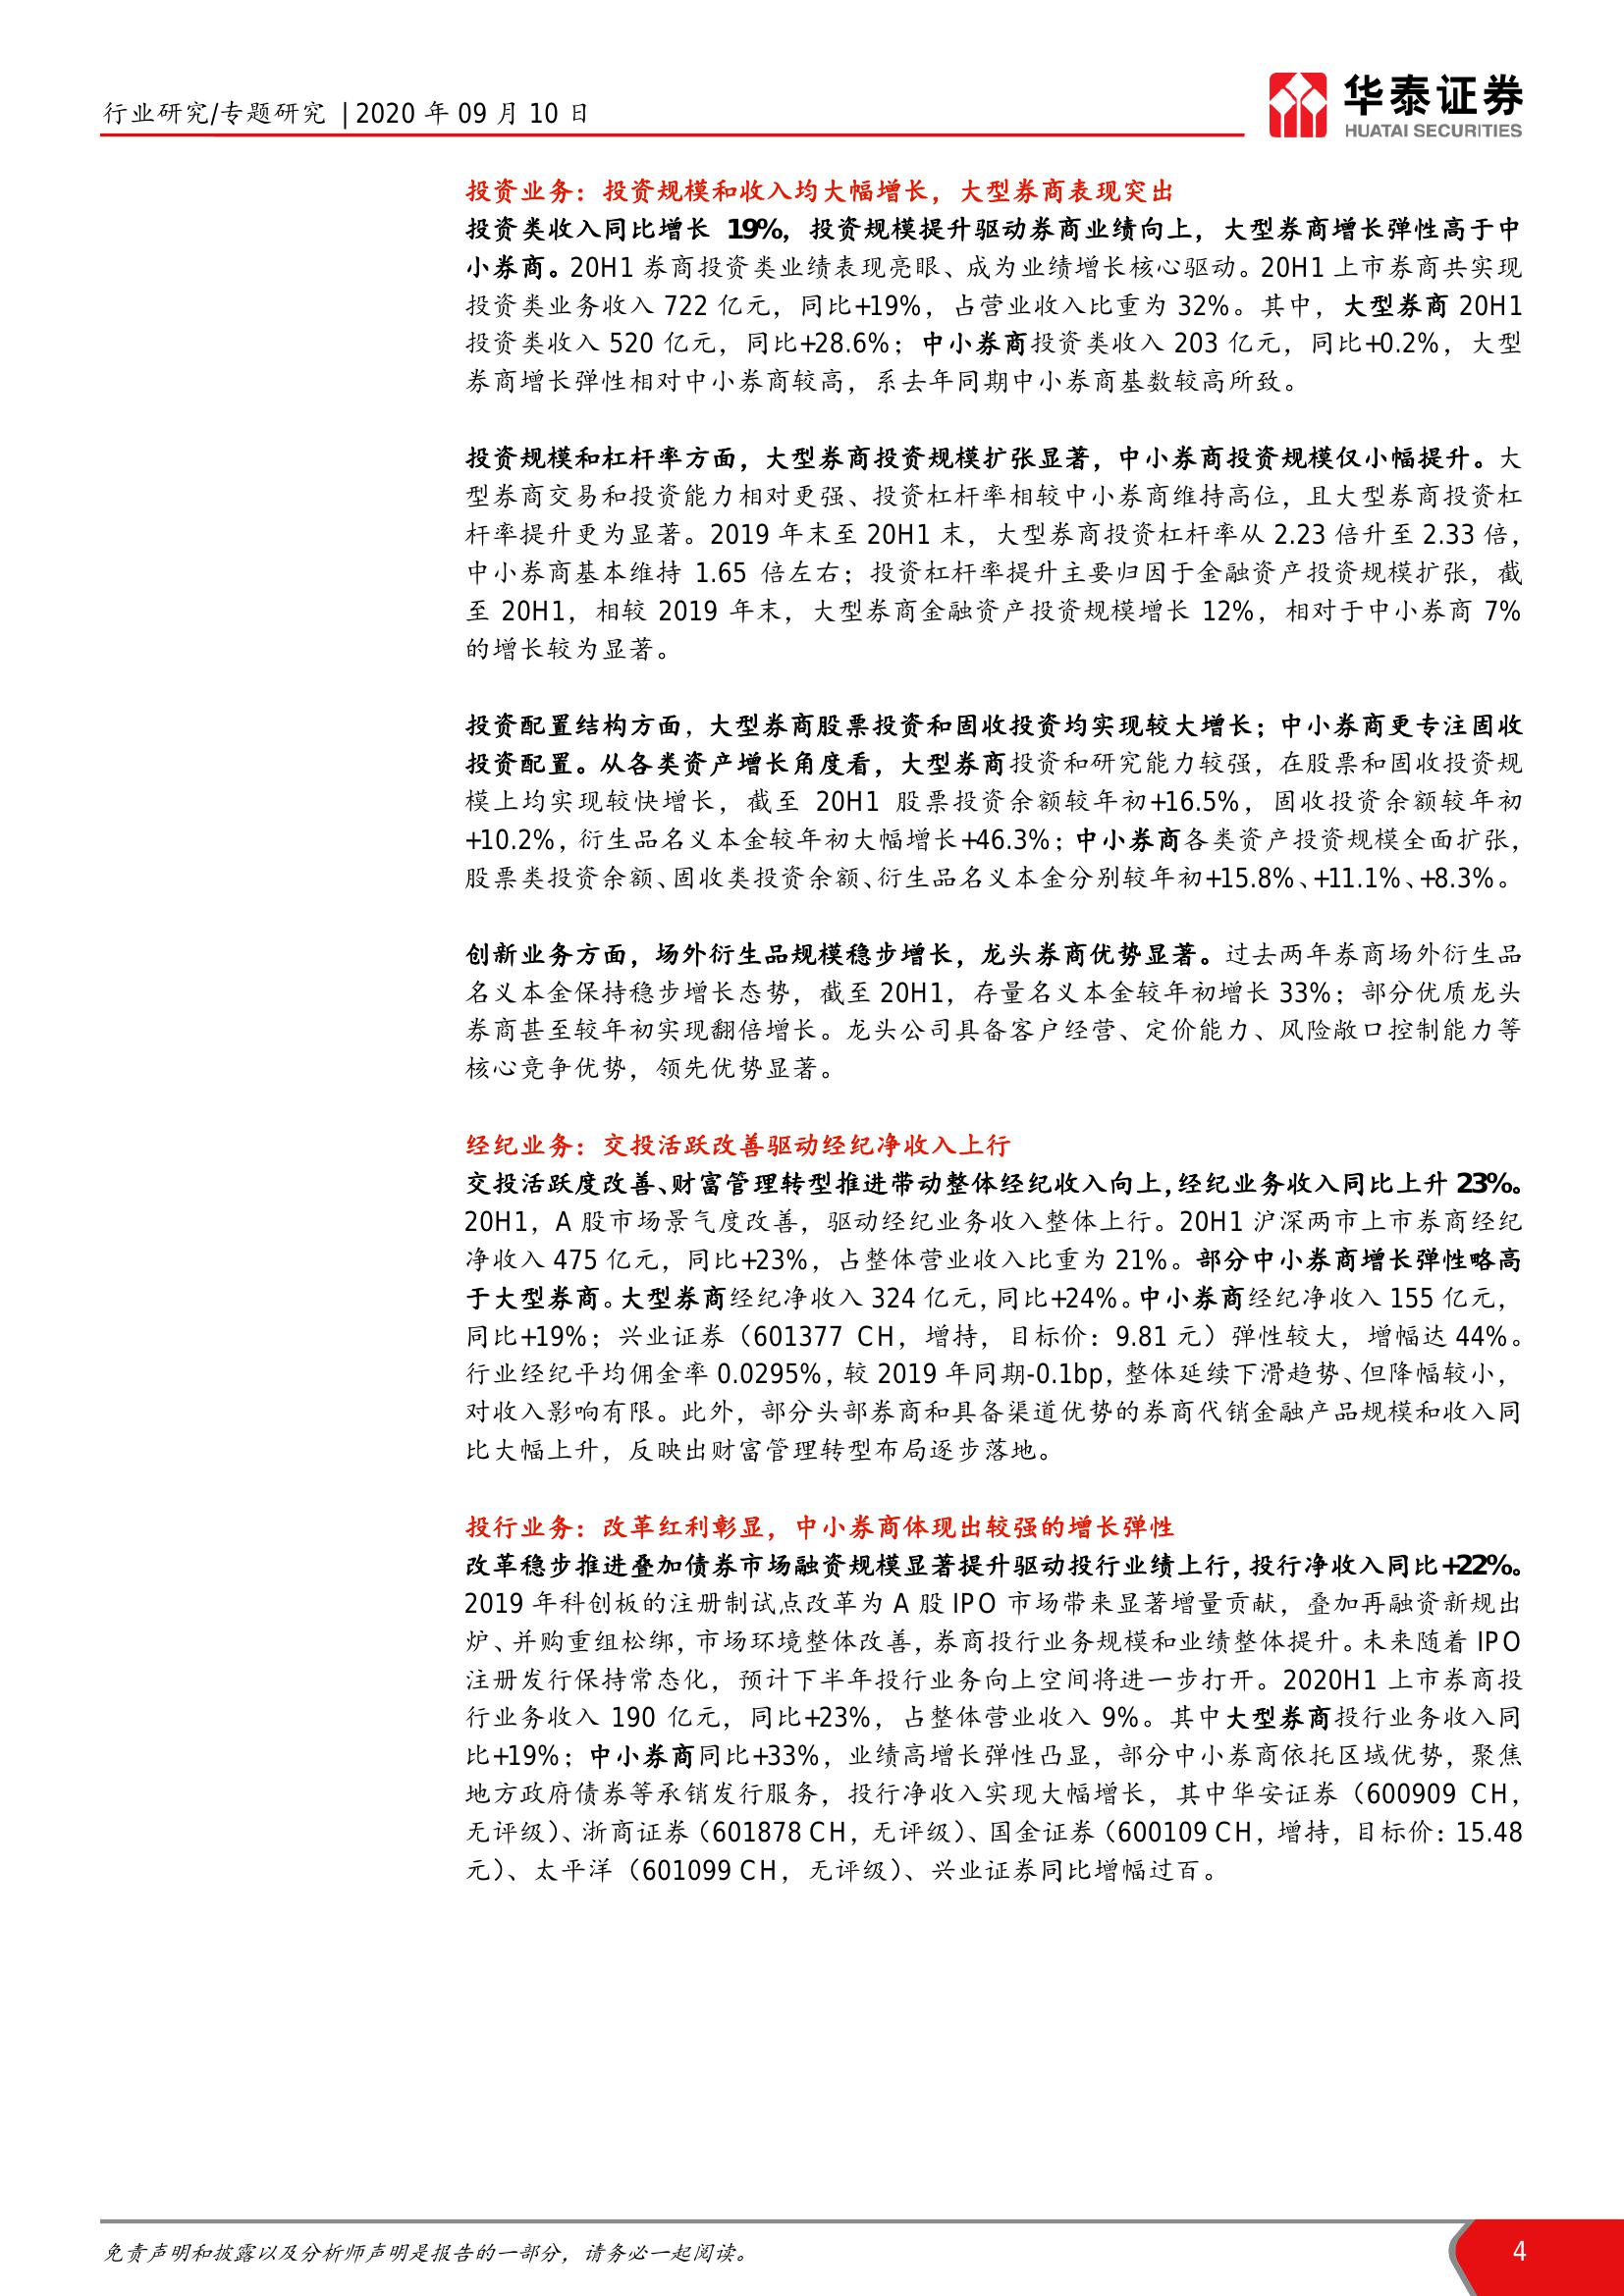 行业研究/专题研究 | 2020 年 09 月 10 日
华泰证券
HUATAI SECURITIES
投资业务：投资规模和收入均大幅增长，大型券商表现突出
投资类收入同比增长 19%，投资规模提升驱动券商业绩向上，大型券商增长弹性高于中
小券商。20H1 券商投资类业绩表现亮眼、成为业绩增长核心驱动。20H1 上市券商共实现
投资类业务收入 722 亿元，同比+19%，占营业收入比重为 32%。其中，大型券商 20H1
投资类收入 520 亿元，同比+28.6%；中小券商投资类收入 203 亿元，同比+0.2%，大型
券商增长弹性相对中小券商较高，系去年同期中小券商基数较高所致。
投资规模和杠杆率方面，大型券商投资规模扩张显著，中小券商投资规模仅小幅提升。大
型券商交易和投资能力相对更强、投资杠杆率相较中小券商维持高位，且大型券商投资杠
杆率提升更为显著。2019 年末至 20H1 末，大型券商投资杠杆率从 2.23 倍升至 2.33 倍，
中小券商基本维持 1.65 倍左右；投资杠杆率提升主要归因于金融资产投资规模扩张，截
至 20H1，相较 2019 年末，大型券商金融资产投资规模增长 12%，相对于中小券商 7%
的增长较为显著。
投资配置结构方面，大型券商股票投资和固收投资均实现较大增长；中小券商更专注固收
投资配置。从各类资产增长角度看，大型券商投资和研究能力较强，在股票和固收投资规
模上均实现较快增长，截至 20H1 股票投资余额较年初+16.5%，固收投资余额较年初
+10.2%，衍生品名义本金较年初大幅增长+46.3%；中小券商各类资产投资规模全面扩张，
股票类投资余额、固收类投资余额、衍生品名义本金分别较年初+15.8%、+11.1%、+8.3%。
创新业务方面，场外衍生品规模稳步增长，龙头券商优势显著。过去两年券商场外衍生品
名义本金保持稳步增长态势，截至 20H1，存量名义本金较年初增长 33%；部分优质龙头
券商甚至较年初实现翻倍增长。龙头公司具备客户经营、定价能力、风险敞口控制能力等
核心竞争优势，领先优势显著。
经纪业务：交投活跃改善驱动经纪净收入上行
交投活跃度改善、财富管理转型推进带动整体经纪收入向上，经纪业务收入同比上升 23%。
20H1，A 股市场景气度改善，驱动经纪业务收入整体上行。20H1 沪深两市上市券商经纪
净收入 475 亿元，同比+23%，占整体营业收入比重为 21%。部分中小券商增长弹性略高
于大型券商。大型券商经纪净收入 324 亿元，同比+24%。中小券商经纪净收入 155 亿元，
同比+19%；兴业证券（601377 CH，增持，目标价：9.81 元）弹性较大，增幅达 44%。
行业经纪平均佣金率 0.0295%，较 2019 年同期-0.1bp，整体延续下滑趋势、但降幅较小，
对收入影响有限。此外，部分头部券商和具备渠道优势的券商代销金融产品规模和收入同
比大幅上升，反映出财富管理转型布局逐步落地。
投行业务：改革红利彰显，中小券商体现出较强的增长弹性
改革稳步推进叠加债券市场融资规模显著提升驱动投行业绩上行，投行净收入同比+22%。
2019 年科创板的注册制试点改革为 A 股 IPO 市场带来显著增量贡献，叠加再融资新规出
炉、并购重组松绑，市场环境整体改善，券商投行业务规模和业绩整体提升。未来随着 IPO
注册发行保持常态化，预计下半年投行业务向上空间将进一步打开。2020H1 上市券商投
行业务收入 190 亿元，同比+23%，占整体营业收入 9%。其中大型券商投行业务收入同
比+19%；中小券商同比+33%，业绩高增长弹性凸显，部分中小券商依托区域优势，聚焦
地方政府债券等承销发行服务，投行净收入实现大幅增长，其中华安证券（600909 CH，
无评级）、浙商证券（601878 CH，无评级）、国金证券（600109 CH，增持，目标价：15.48
元）、太平洋（601099 CH，无评级）、兴业证券同比增幅过百。
免责声明和披露以及分析师声明是报告的一部分，请务必一起阅读。
4